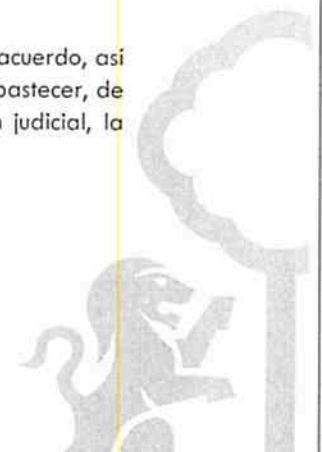 acuerdo, así
bastecer, de
judicial, la